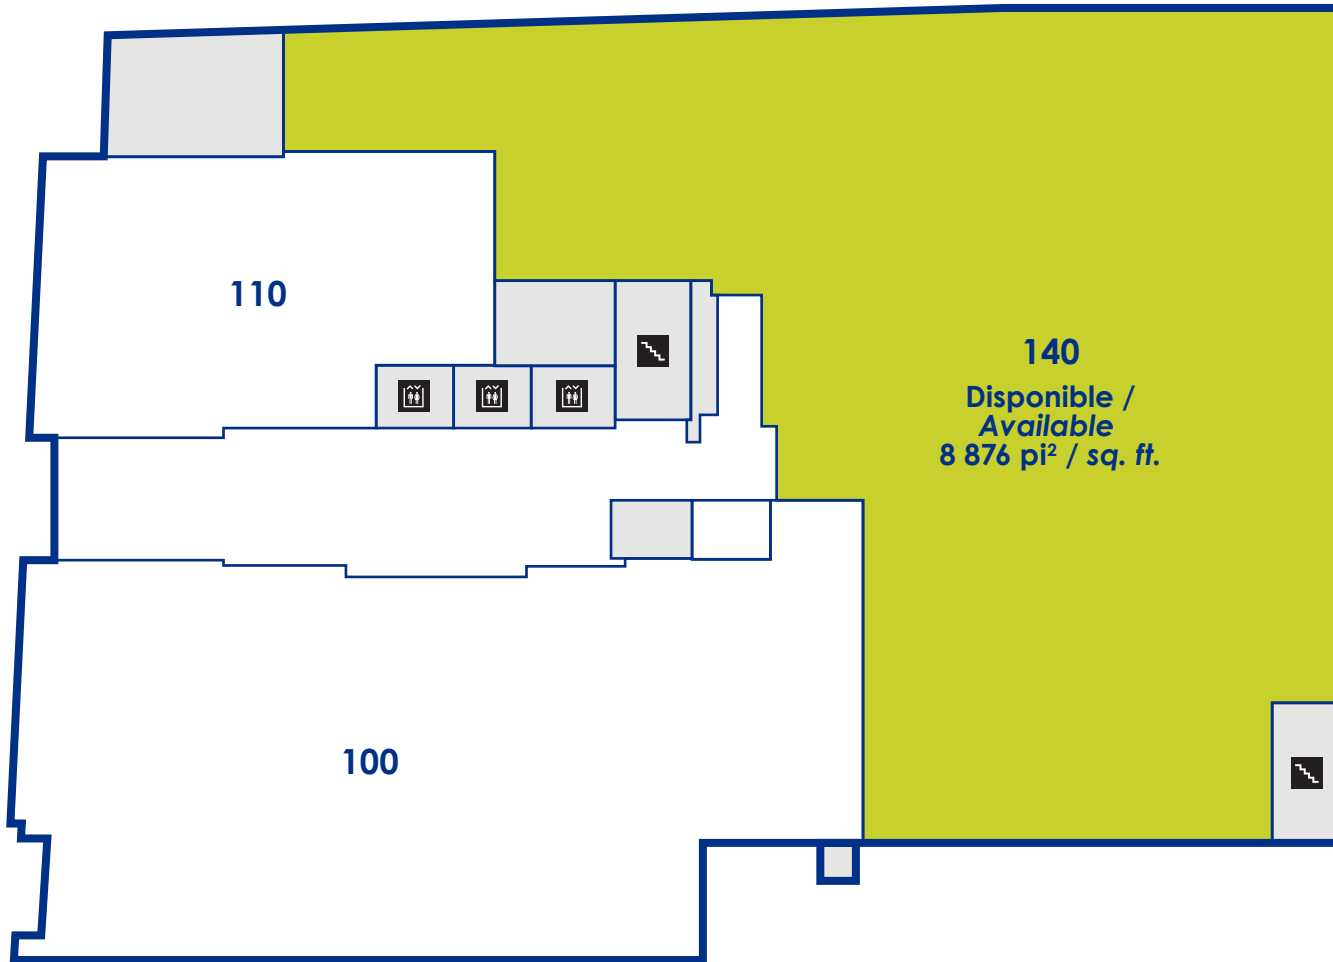 110
140
Disponible /
Available
8 876 pi² / sq. ft.
100